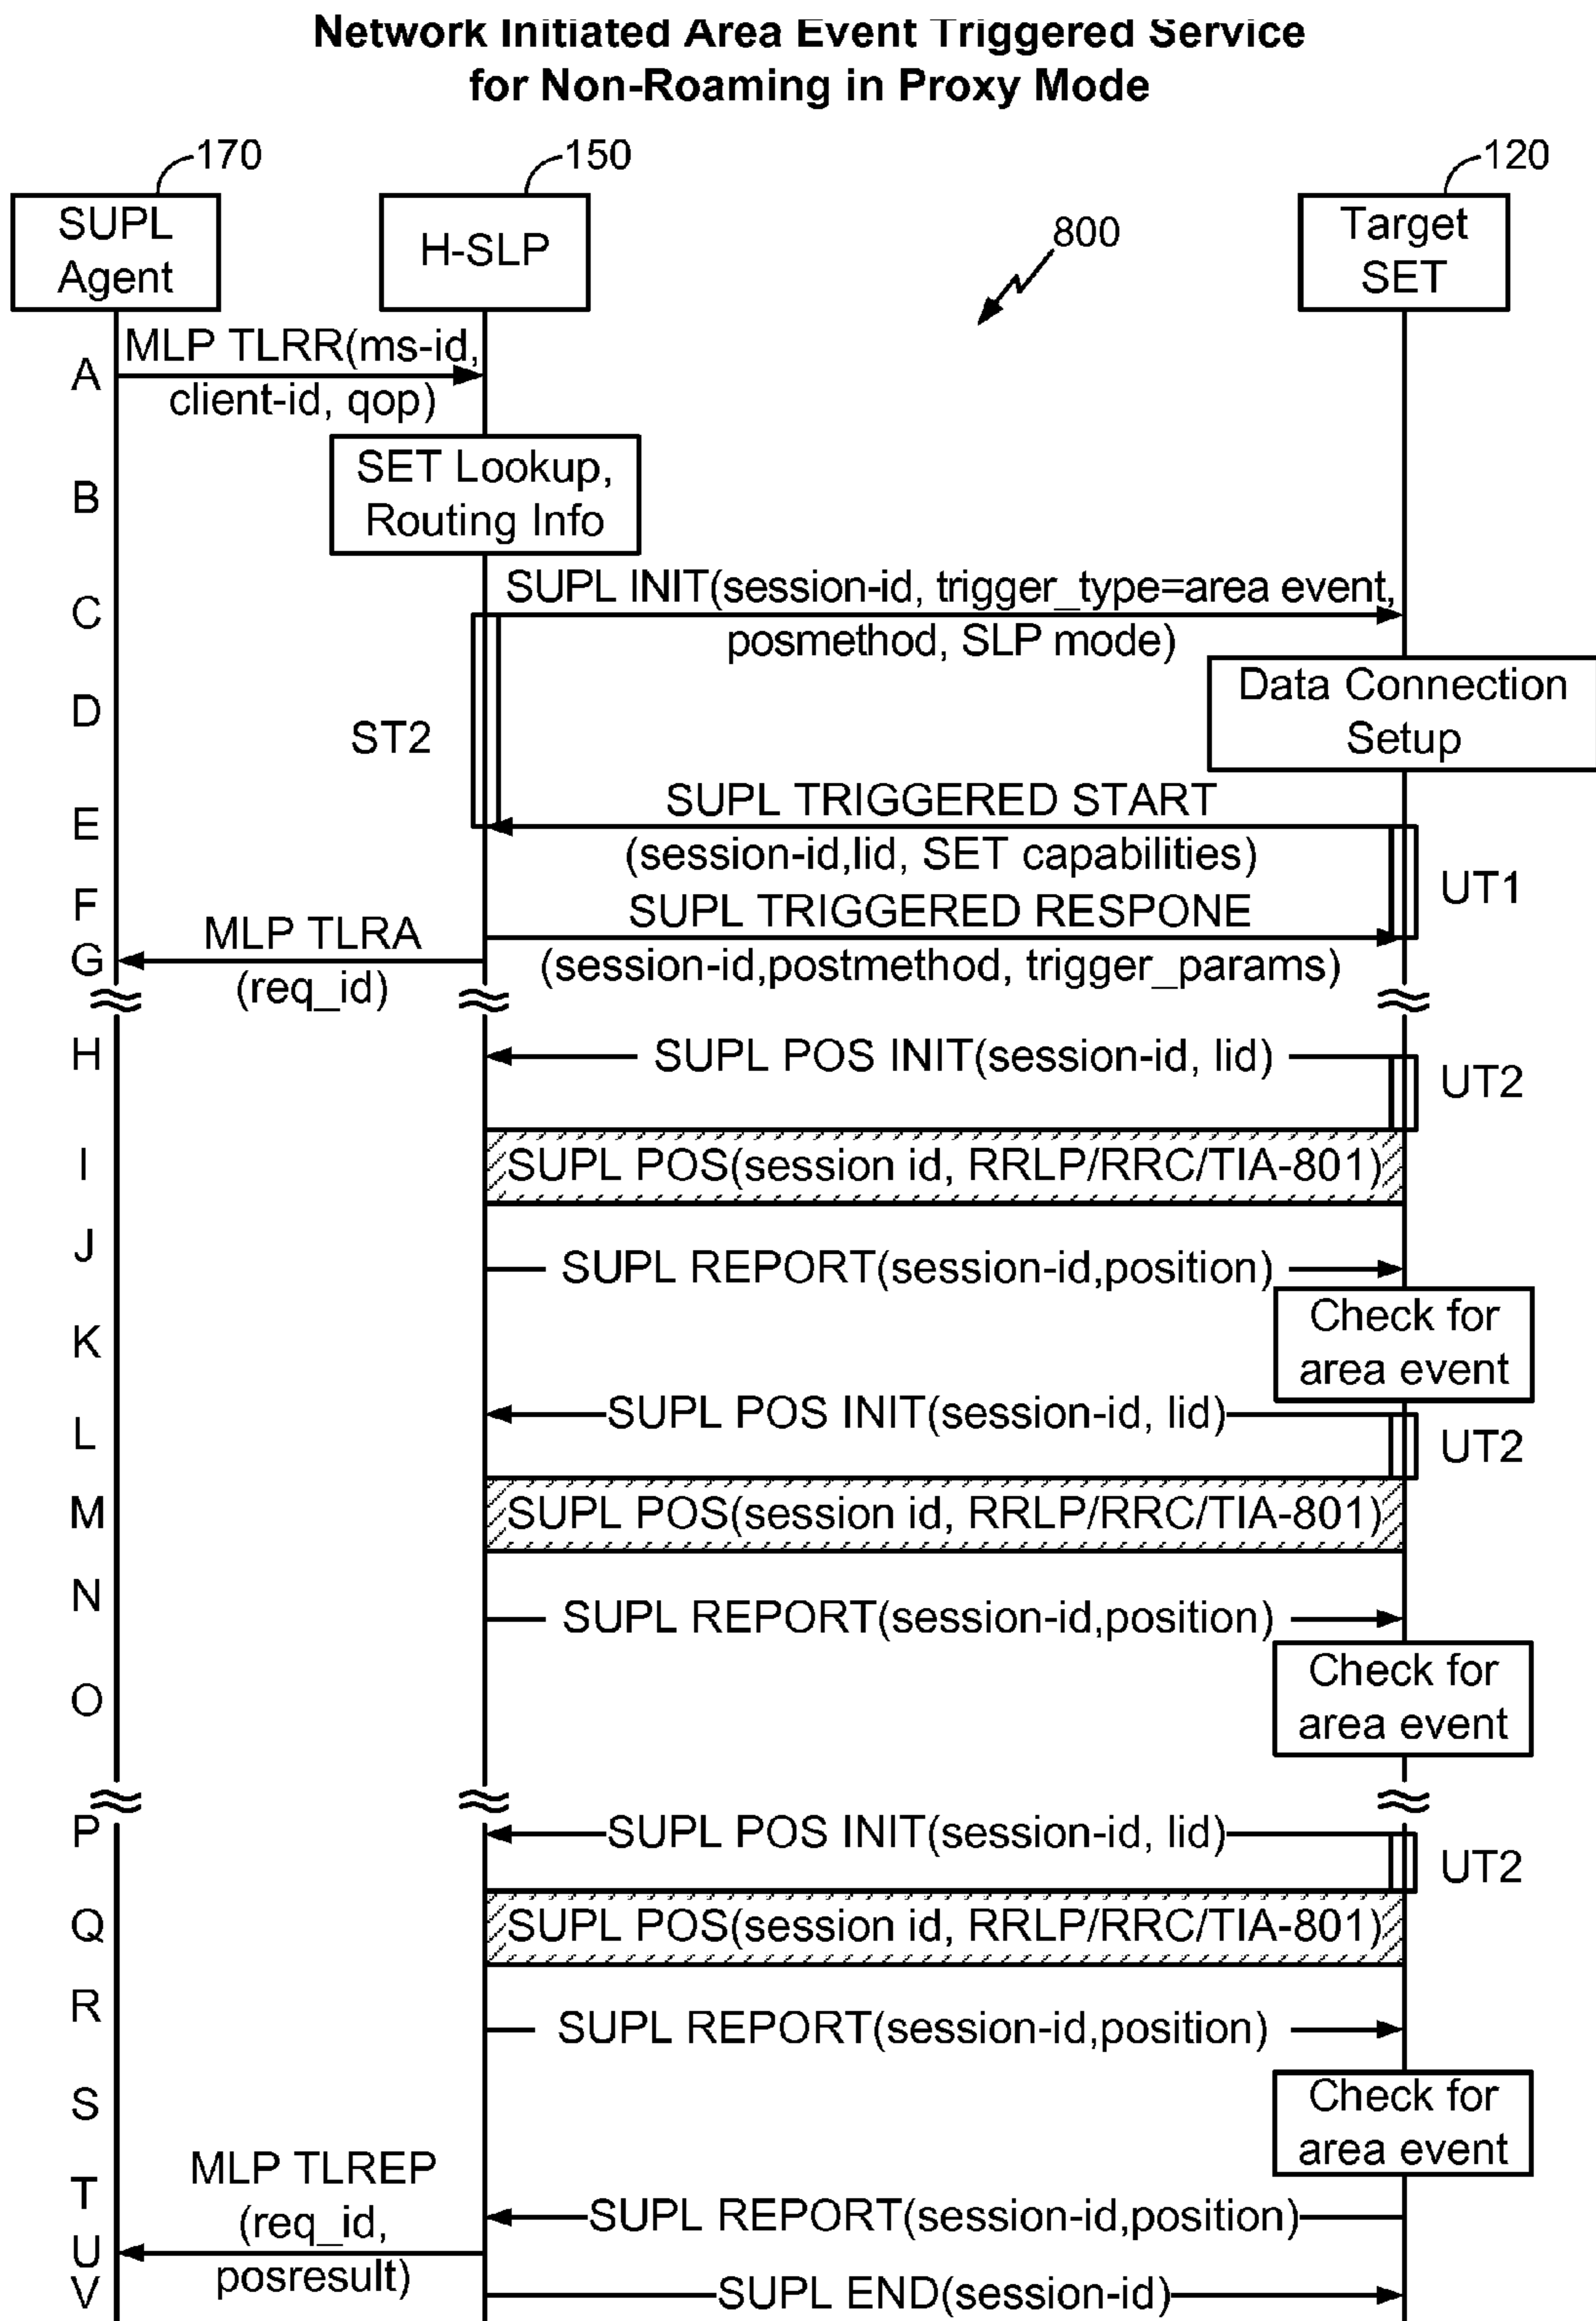 Network Initiated Area Event Triggered Service
for Non-Roaming in Proxy Mode
170
150
120
SUPL
Agent
H-SLP
800
Target
SET
A
MLP TLRR(ms-id,
client-id, qop)
B
SET Lookup,
Routing Info
C
SUPL INIT(session-id, trigger_type=area event,
posmethod, SLP mode)
D
ST2
Data Connection
Setup
E
SUPL TRIGGERED START
(session-id,lid, SET capabilities)
UT1
F
SUPL TRIGGERED RESPONE
G
MLP TLRA
(req_id)
(session-id,postmethod, trigger_params)
H
SUPL POS INIT(session-id, lid)
UT2
I
SUPL POS(session id, RRLP/RRC/TIA-801)
J
SUPL REPORT(session-id,position)
K
Check for
area event
L
SUPL POS INIT(session-id, lid)
UT2
M
SUPL POS(session id, RRLP/RRC/TIA-801)
N
SUPL REPORT(session-id,position)
O
Check for
area event
P
SUPL POS INIT(session-id, lid)
UT2
Q
SUPL POS(session id, RRLP/RRC/TIA-801)
R
SUPL REPORT(session-id,position)
S
Check for
area event
T
SUPL REPORT(session-id,position)
U
MLP TLREP
(req_id,
posresult)
V
SUPL END(session-id)